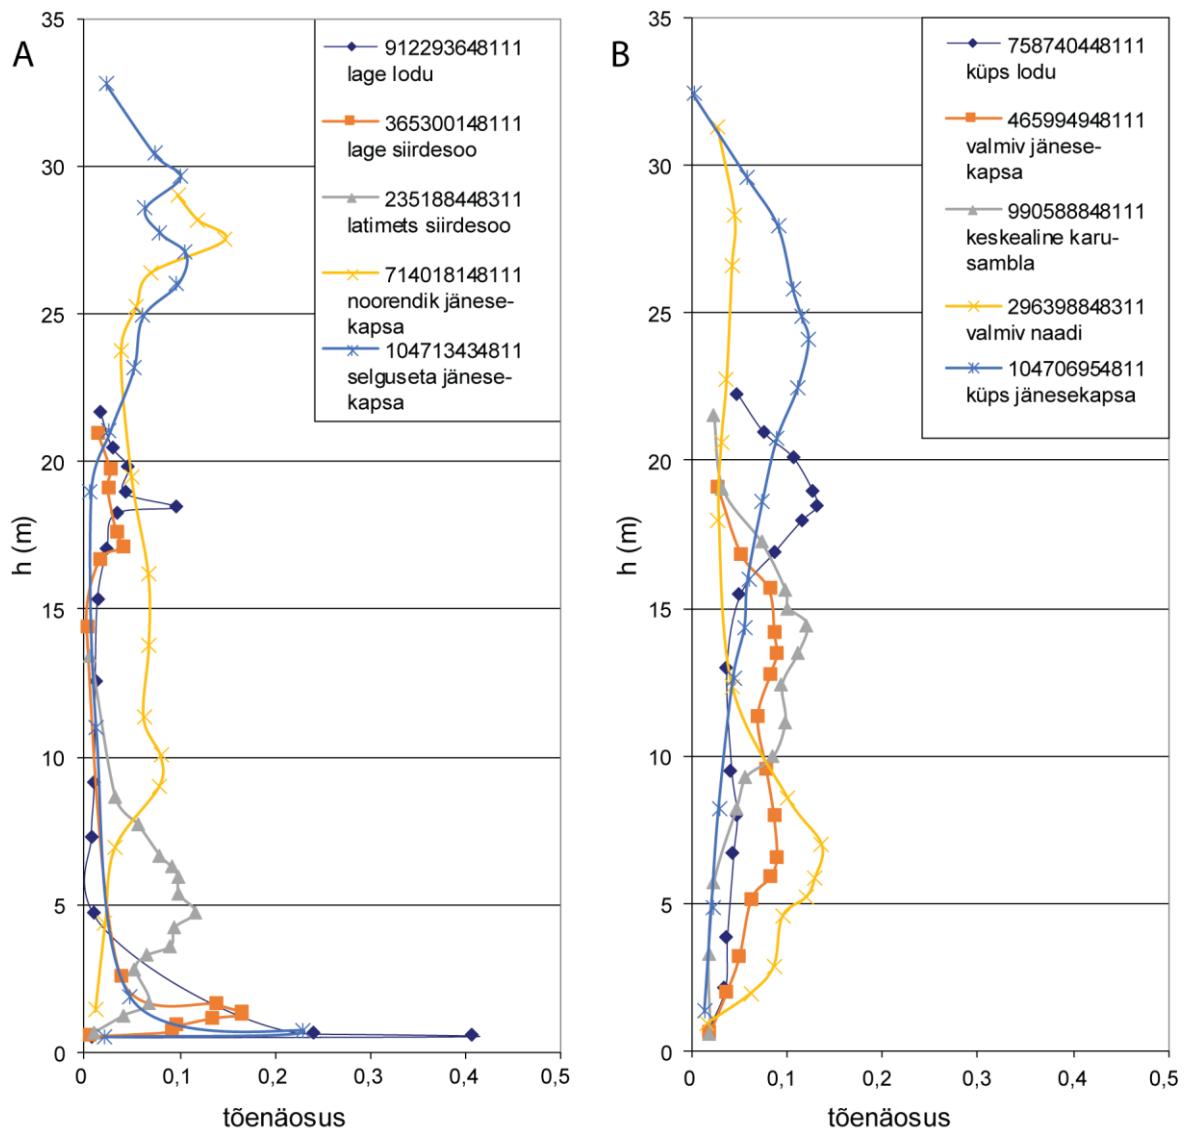 A
35
30
25
20
15
10
5
0
h (m)
0
0,1
0,2
0,3
0,4
0,5
tõenäosus
912293648111
lage lodu
365300148111
lage siirdesoo
235188448311
latimets siirdesoo
714018148111
noorendik jänese-
kapsa
104713434811
selguseta jänese-
kapsa
B
35
30
25
20
15
10
5
0
h (m)
0
0,1
0,2
0,3
0,4
0,5
tõenäosus
758740448111
küps lodu
465994948111
valmiv jänese-
kapsa
990588848111
keskealine karu-
sambla
296398848311
valmiv naadi
104706954811
küps jänesekapsa